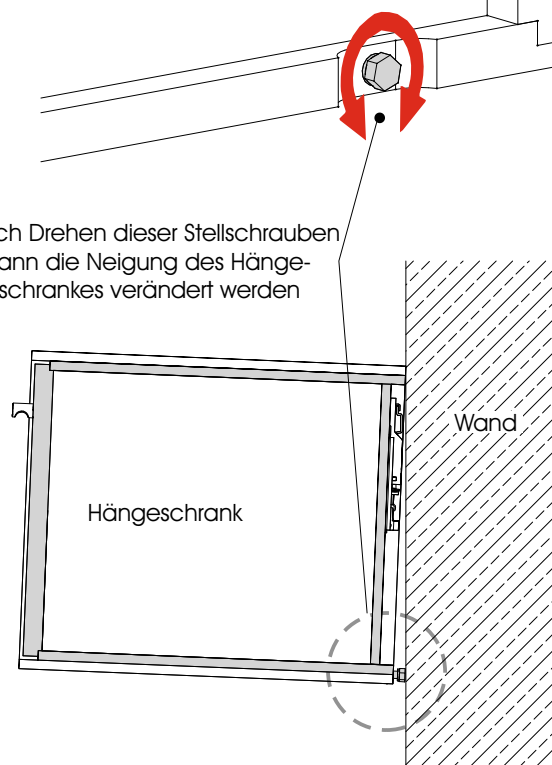 ch Drehen dieser Stellschrauben
ann die Neigung des Hänge-
schrankes verändert werden
Wand
Hängeschrank